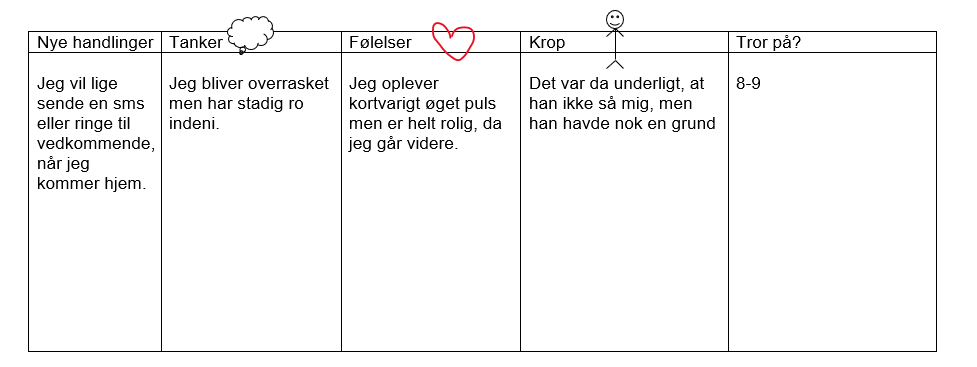 Nye handlinger
Tanker
Følelser
Krop
Tror på?
Jeg vil lige
sende en sms
eller ringe til
vedkommende,
når jeg
kommer hjem.
Jeg bliver overrasket
men har stadig ro
indeni.
Jeg oplever
kortvarigt øget puls
men er helt rolig, da
jeg går videre.
Det var da underligt, at
han ikke så mig, men
han havde nok en grund
8-9